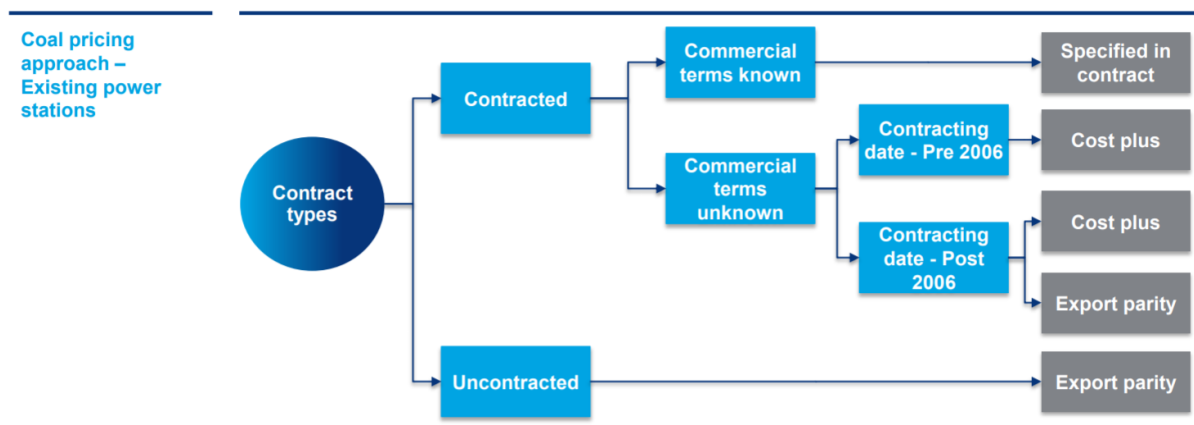 Coal pricing
approach –
Existing power
stations
Contract
types
Contracted
Uncontracted
Commercial
terms known
Commercial
terms
unknown
Contracting
date - Pre 2006
Contracting
date - Post
2006
Specified in
contract
Cost plus
Cost plus
Export parity
Export parity